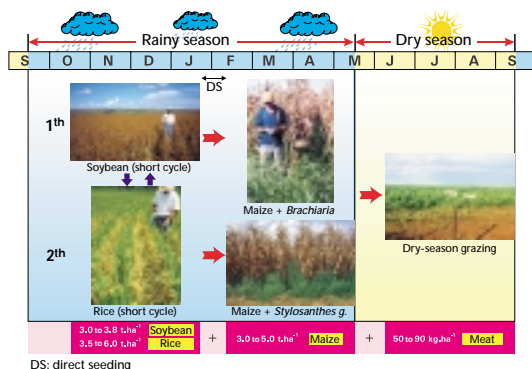 Rainy season
Dry season
S O N D J F M A M J J A S
DS
1th
Soybean (short cycle)
Maize + Brachiaria
Dry-season grazing
2th
Rice (short cycle)
Maize + Stylosanthes g.
3.0 to 3.8 t.ha-1 Soybean
3.5 to 6.0 t.ha-1 Rice
+
3.0 to 5.0 t.ha-1 Maize
+
50 to 90 kg.ha-1 Meat
DS: direct seeding